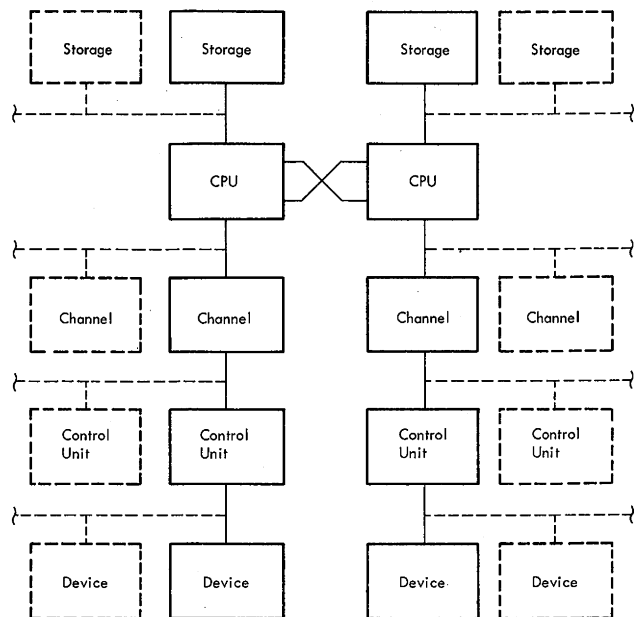 Storage
Storage
Storage
Storage
CPU
CPU
Channel
Channel
Channel
Channel
Control
Unit
Control
Unit
Control
Unit
Control
Unit
Device
Device
Device
Device